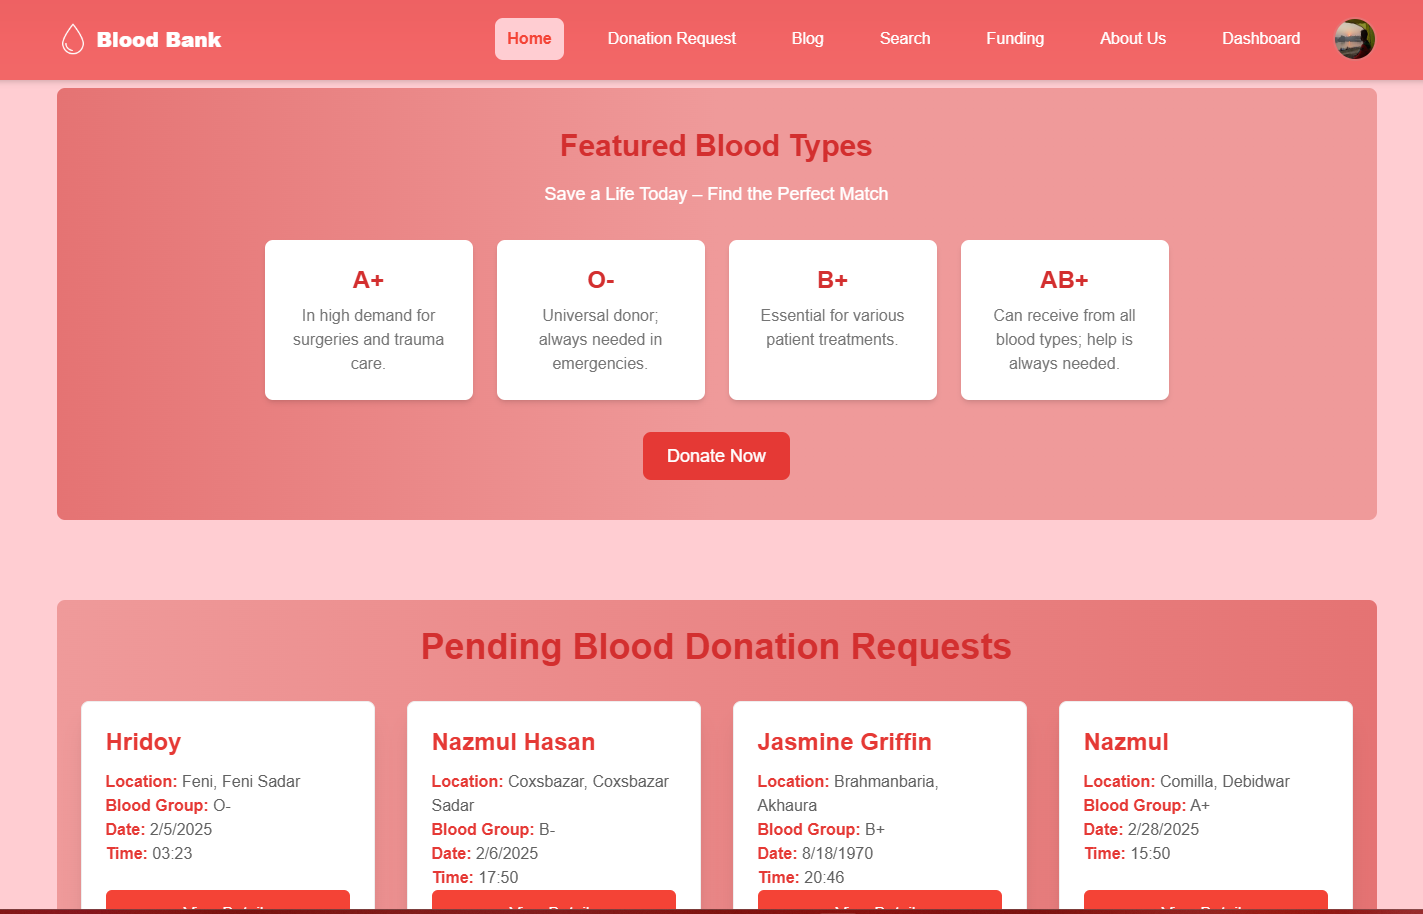 Blood Bank
Home
Donation Request
Blog
Search
Funding
About Us
Dashboard
Featured Blood Types
Save a Life Today – Find the Perfect Match
A+
In high demand for
surgeries and trauma
care.
O-
Universal donor;
always needed in
emergencies.
B+
Essential for various
patient treatments.
AB+
Can receive from all
blood types; help is
always needed.
Donate Now
Pending Blood Donation Requests
Hridoy
Location: Feni, Feni Sadar
Blood Group: O-
Date: 2/5/2025
Time: 03:23
Nazmul Hasan
Location: Coxsbazar, Coxsbazar
Sadar
Blood Group: B-
Date: 2/6/2025
Time: 17:50
Jasmine Griffin
Location: Brahmanbaria,
Akhaura
Blood Group: B+
Date: 8/18/1970
Time: 20:46
Nazmul
Location: Comilla, Debidwar
Blood Group: A+
Date: 2/28/2025
Time: 15:50